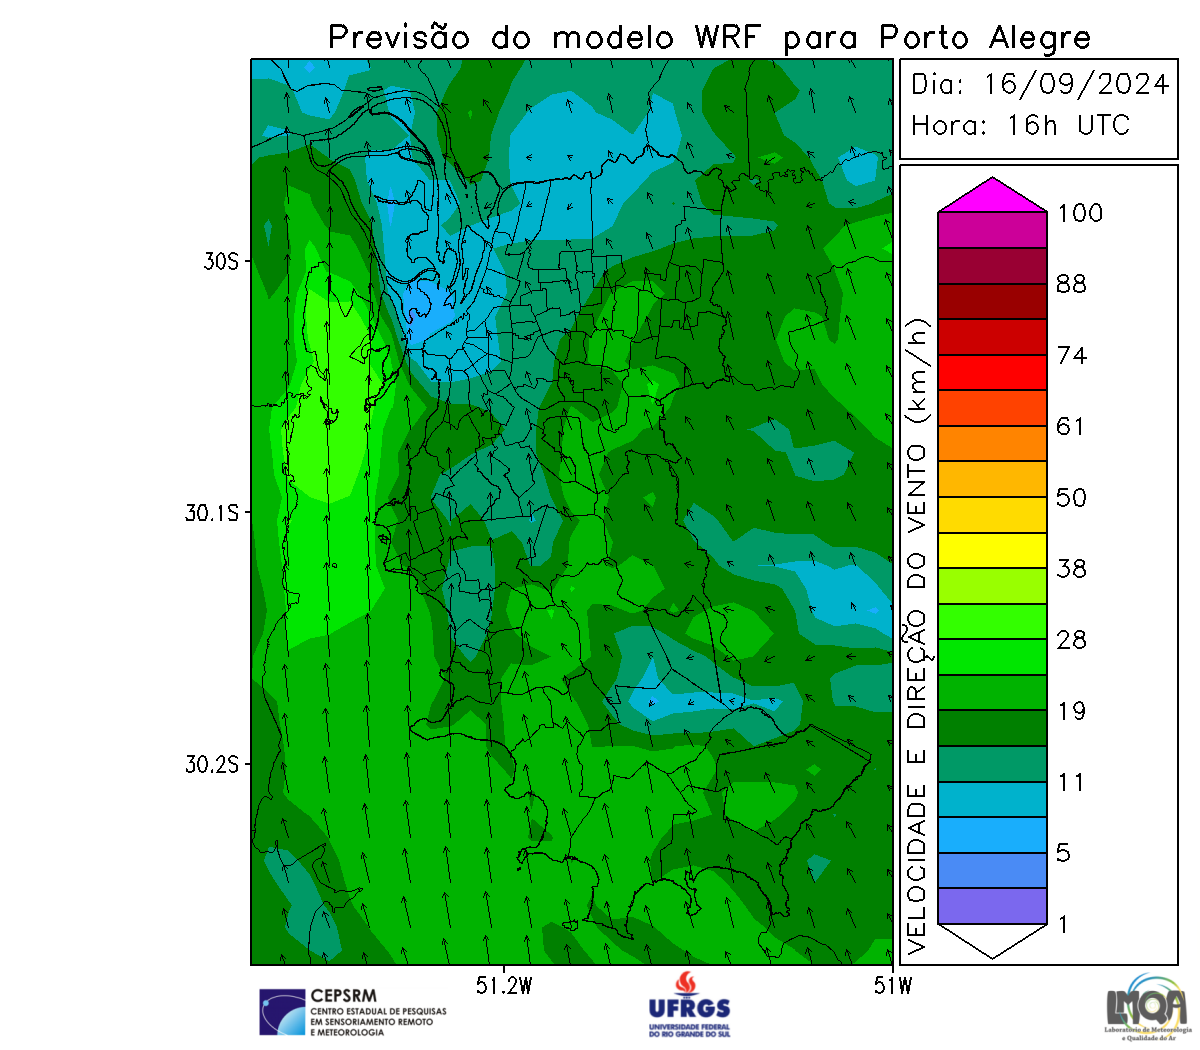 Previsão do modelo WRF para Porto Alegre
Dia: 16/09/2024
Hora: 16h UTC
30S
30.1S
30.2S
51.2W
51W
VELOCIDADE E DIREÇÃO DO VENTO (km/h)
100
88
74
61
50
38
28
19
11
5
1
CEPSRM
CENTRO ESTADUAL DE PESQUISAS
EM SENSORIAMENTO REMOTO
E METEOROLOGIA
UFRGS
UNIVERSIDADE FEDERAL
DO RIO GRANDE DO SUL
LMQA
Laboratório de Meteorologia
e Qualidade do Ar